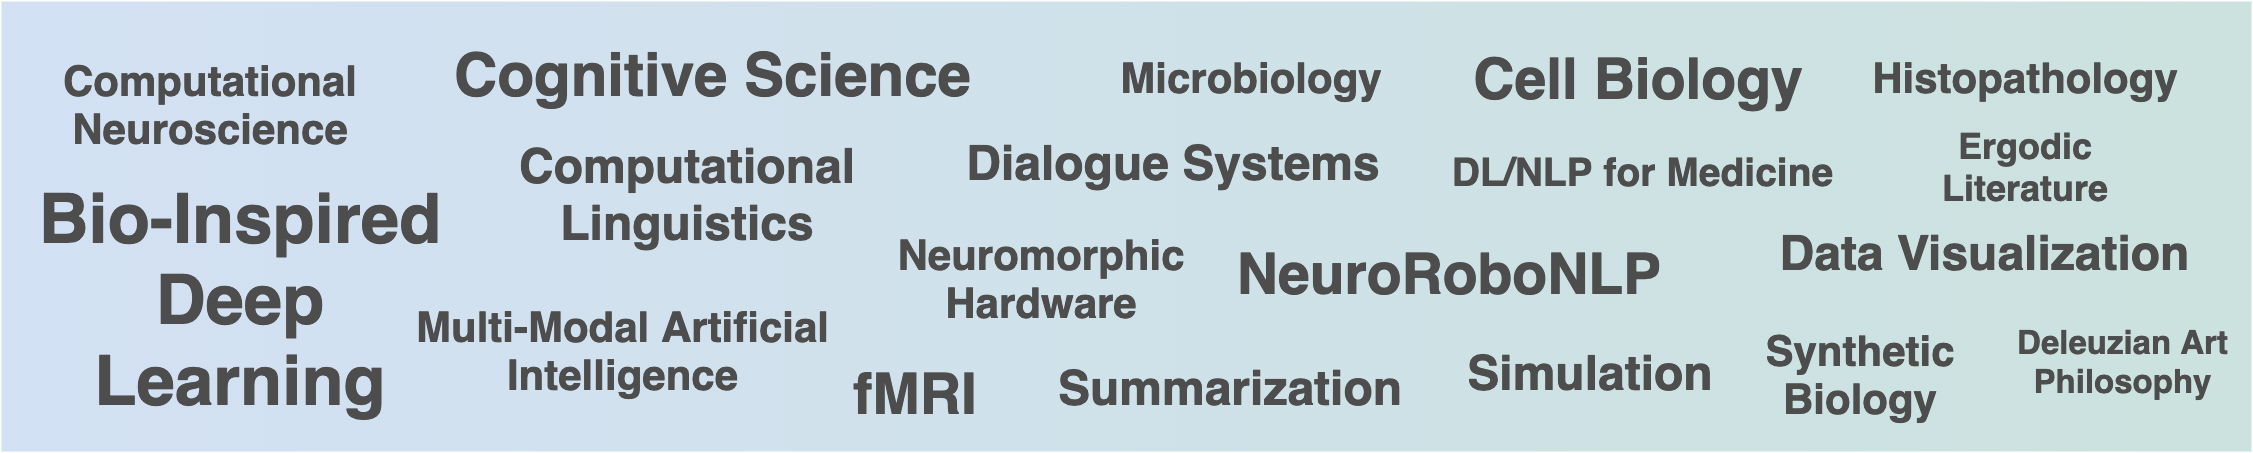 Computational
Neuroscience
Cognitive Science
Microbiology
Cell Biology
Histopathology
Bio-Inspired
Deep
Learning
Computational
Linguistics
Dialogue Systems
DL/NLP for Medicine
Ergodic
Literature
Neuromorphic
Hardware
NeuroRoboNLP
Data Visualization
Multi-Modal Artificial
Intelligence
fMRI
Summarization
Simulation
Synthetic
Biology
Deleuzian Art
Philosophy